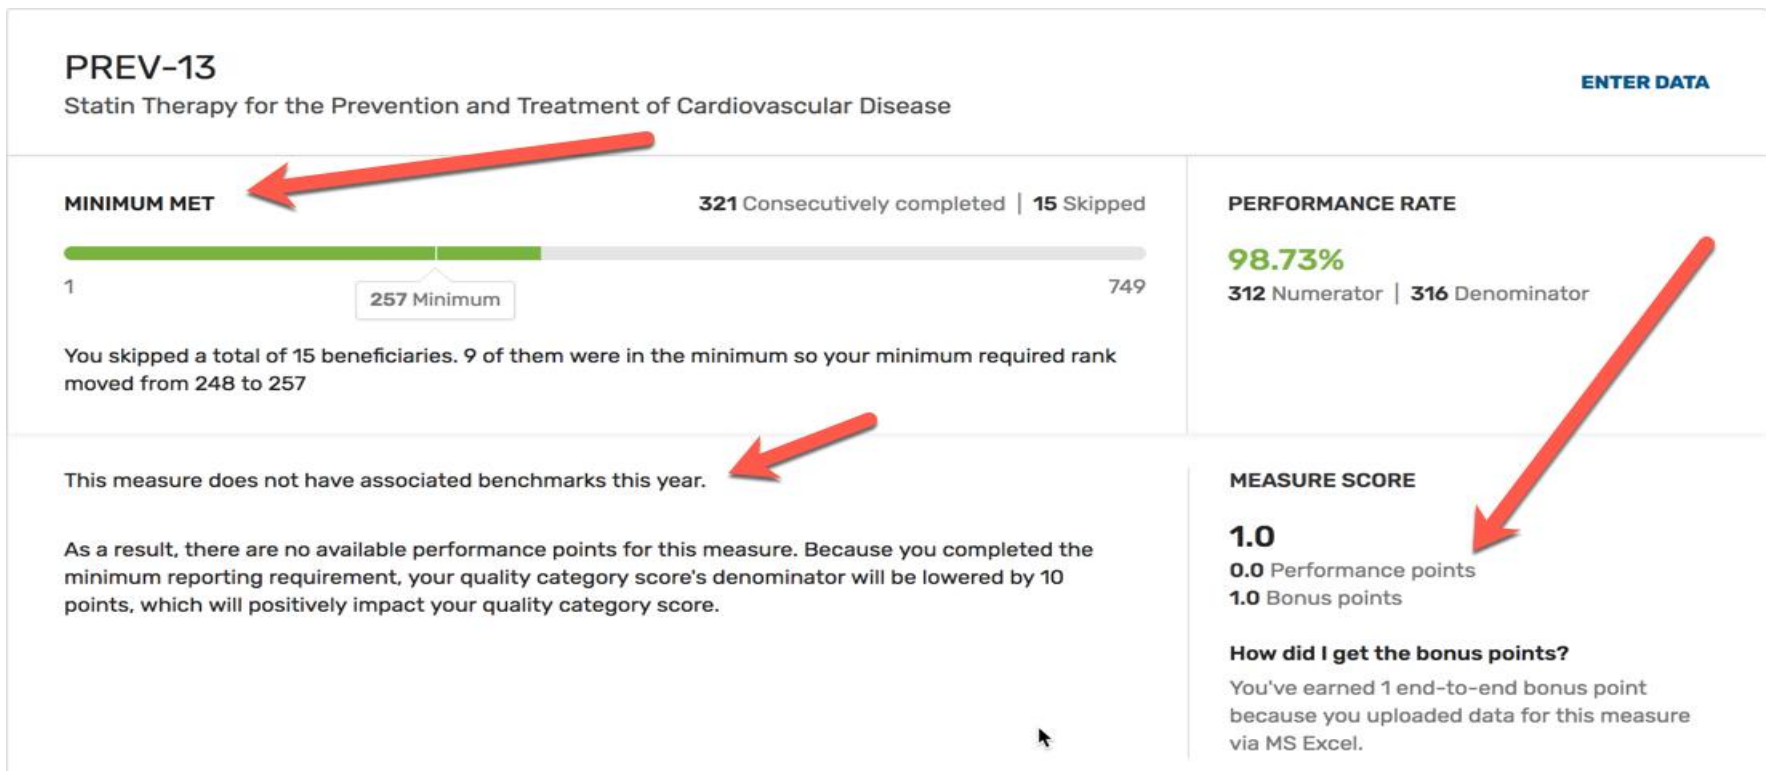 PREV-13
Statin Therapy for the Prevention and Treatment of Cardiovascular Disease
ENTER DATA
MINIMUM MET
321 Consecutively completed | 15 Skipped
1
257 Minimum
749
You skipped a total of 15 beneficiaries. 9 of them were in the minimum so your minimum required rank
moved from 248 to 257
PERFORMANCE RATE
98.73%
312 Numerator | 316 Denominator
This measure does not have associated benchmarks this year.
As a result, there are no available performance points for this measure. Because you completed the
minimum reporting requirement, your quality category score's denominator will be lowered by 10
points, which will positively impact your quality category score.
MEASURE SCORE
1.0
0.0 Performance points
1.0 Bonus points
How did I get the bonus points?
You've earned 1 end-to-end bonus point
because you uploaded data for this measure
via MS Excel.